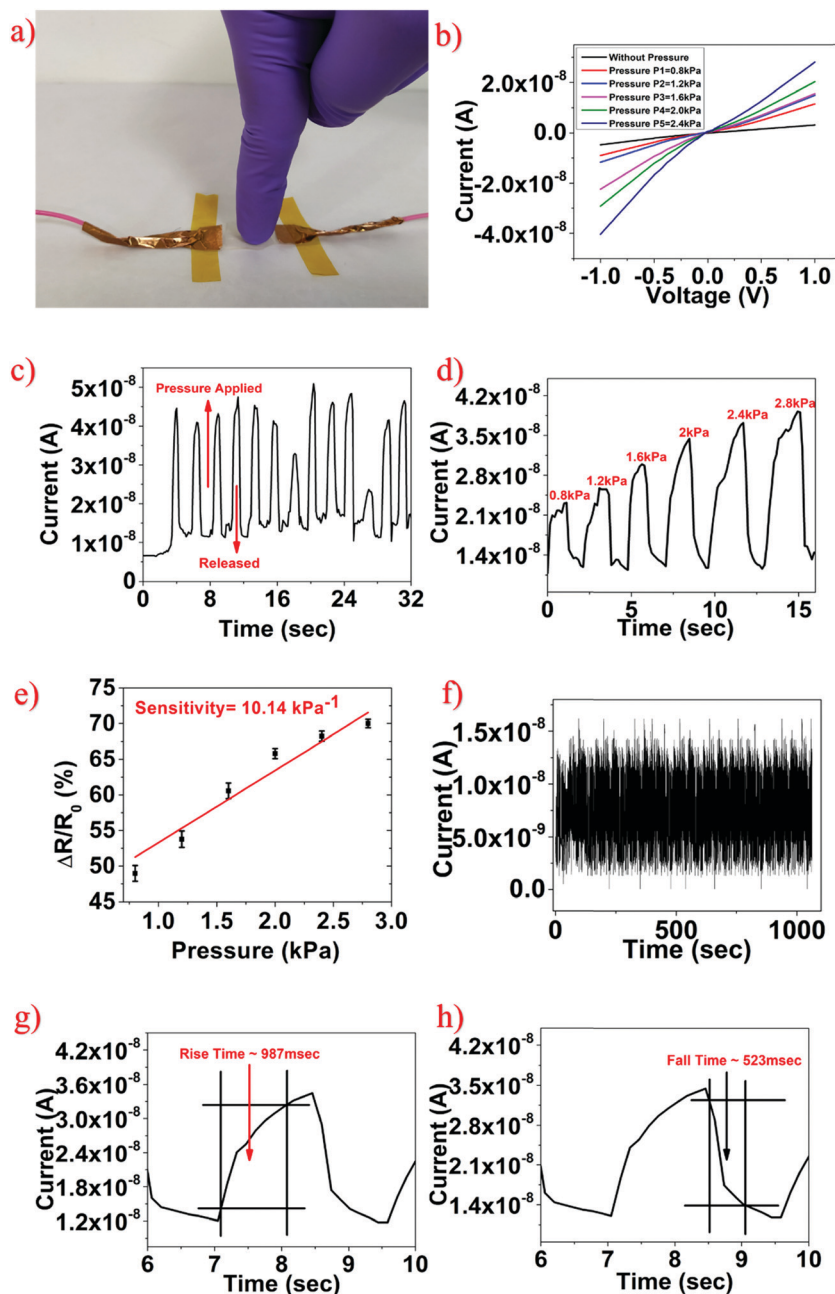 a)
b)
2.0x10⁻⁸
0.0
-2.0x10⁻⁸
-4.0x10⁻⁸
Current (A)
Without Pressure
Pressure P1=0.8kPa
Pressure P2=1.2kPa
Pressure P3=1.6kPa
Pressure P4=2.0kPa
Pressure P5=2.4kPa
-1.0 -0.5 0.0 0.5 1.0
Voltage (V)
c)
5x10⁻⁸
4x10⁻⁸
3x10⁻⁸
2x10⁻⁸
1x10⁻⁸
0
Current (A)
Pressure Applied
Released
0 8 16 24 32
Time (sec)
d)
4.2x10⁻⁸
3.5x10⁻⁸
2.8x10⁻⁸
2.1x10⁻⁸
1.4x10⁻⁸
Current (A)
0.8kPa
1.2kPa
1.6kPa
2kPa
2.4kPa
2.8kPa
0 5 10 15
Time (sec)
e)
75
70
65
60
55
50
45
ΔR/R₀ (%)
Sensitivity= 10.14 kPa⁻¹
1.0 1.5 2.0 2.5 3.0
Pressure (kPa)
f)
1.5x10⁻⁸
1.0x10⁻⁸
5.0x10⁻⁹
0.0
Current (A)
0 500 1000
Time (sec)
g)
4.2x10⁻⁸
3.6x10⁻⁸
3.0x10⁻⁸
2.4x10⁻⁸
1.8x10⁻⁸
1.2x10⁻⁸
Current (A)
Rise Time ~ 987msec
6 7 8 9 10
Time (sec)
h)
4.2x10⁻⁸
3.5x10⁻⁸
2.8x10⁻⁸
2.1x10⁻⁸
1.4x10⁻⁸
Current (A)
Fall Time ~ 523msec
6 7 8 9 10
Time (sec)